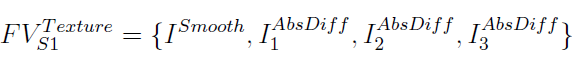 $FV_{S1}^{Texture} = \{I^{Smooth}, I_1^{AbsDiff}, I_2^{AbsDiff}, I_3^{AbsDiff}\}$